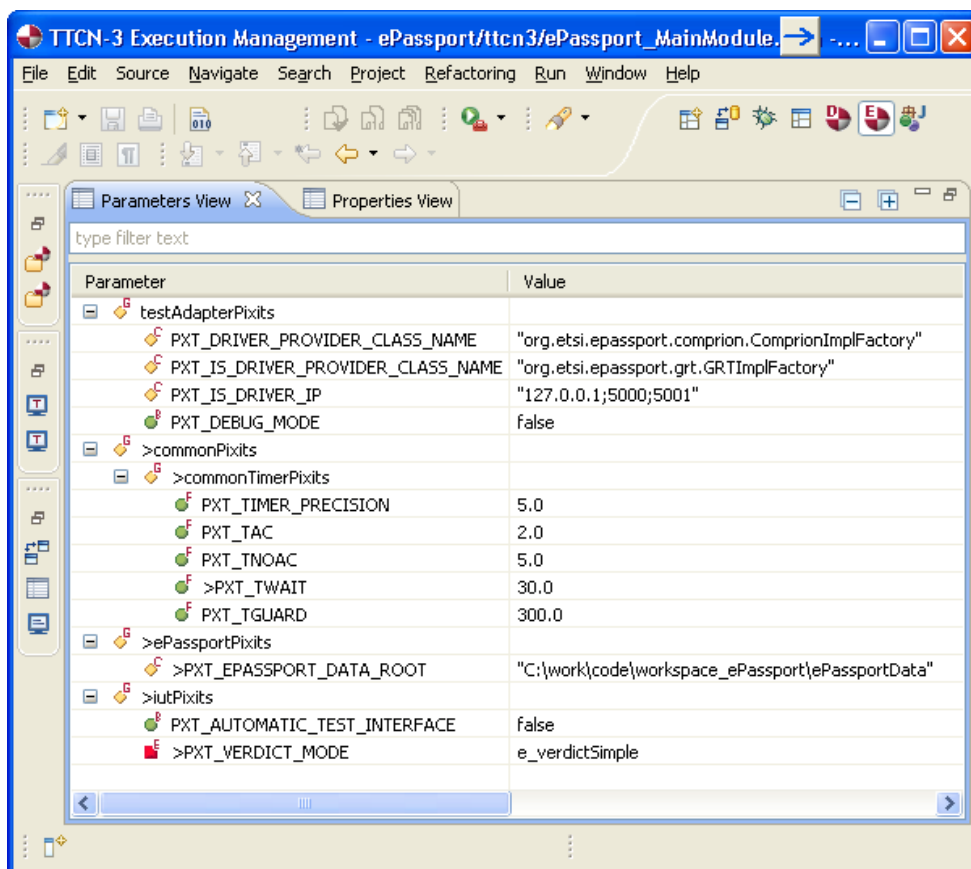 TTCN-3 Execution Management - ePassport/ttcn3/ePassport_MainModule. -...
File Edit Source Navigate Search Project Refactoring Run Window Help
Parameters View Properties View
type filter text
Parameter Value
testAdapterPixits
PXT_DRIVER_PROVIDER_CLASS_NAME "org.etsi.epassport.comprion.ComprionImplFactory"
PXT_IS_DRIVER_PROVIDER_CLASS_NAME "org.etsi.epassport.grt.GRTImplFactory"
PXT_IS_DRIVER_IP "127.0.0.1;5000;5001"
PXT_DEBUG_MODE false
>commonPixits
>commonTimerPixits
PXT_TIMER_PRECISION 5.0
PXT_TAC 2.0
PXT_TNOAC 5.0
>PXT_TWAIT 30.0
PXT_TGUARD 300.0
>ePassportPixits
>PXT_EPASSPORT_DATA_ROOT "C:\work\code\workspace_ePassport\ePassportData"
>iutPixits
PXT_AUTOMATIC_TEST_INTERFACE false
>PXT_VERDICT_MODE e_verdictSimple